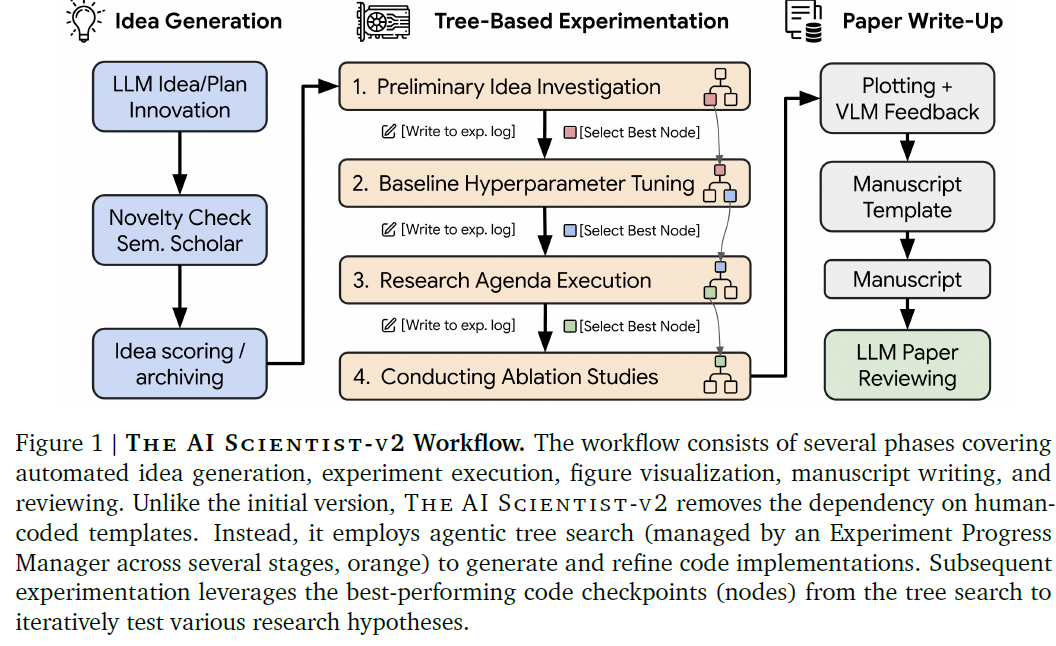 Idea Generation
Tree-Based Experimentation
Paper Write-Up
LLM Idea/Plan
Innovation
Novelty Check
Sem. Scholar
Idea scoring /
archiving
1. Preliminary Idea Investigation
[Write to exp. log]
[Select Best Node]
2. Baseline Hyperparameter Tuning
[Write to exp. log]
[Select Best Node]
3. Research Agenda Execution
[Write to exp. log]
[Select Best Node]
4. Conducting Ablation Studies
Plotting +
VLM Feedback
Manuscript
Template
Manuscript
LLM Paper
Reviewing
Figure 1 | The AI Scientist-v2 Workflow. The workflow consists of several phases covering
automated idea generation, experiment execution, figure visualization, manuscript writing, and
reviewing. Unlike the initial version, The AI Scientist-v2 removes the dependency on human-
coded templates. Instead, it employs agentic tree search (managed by an Experiment Progress
Manager across several stages, orange) to generate and refine code implementations. Subsequent
experimentation leverages the best-performing code checkpoints (nodes) from the tree search to
iteratively test various research hypotheses.